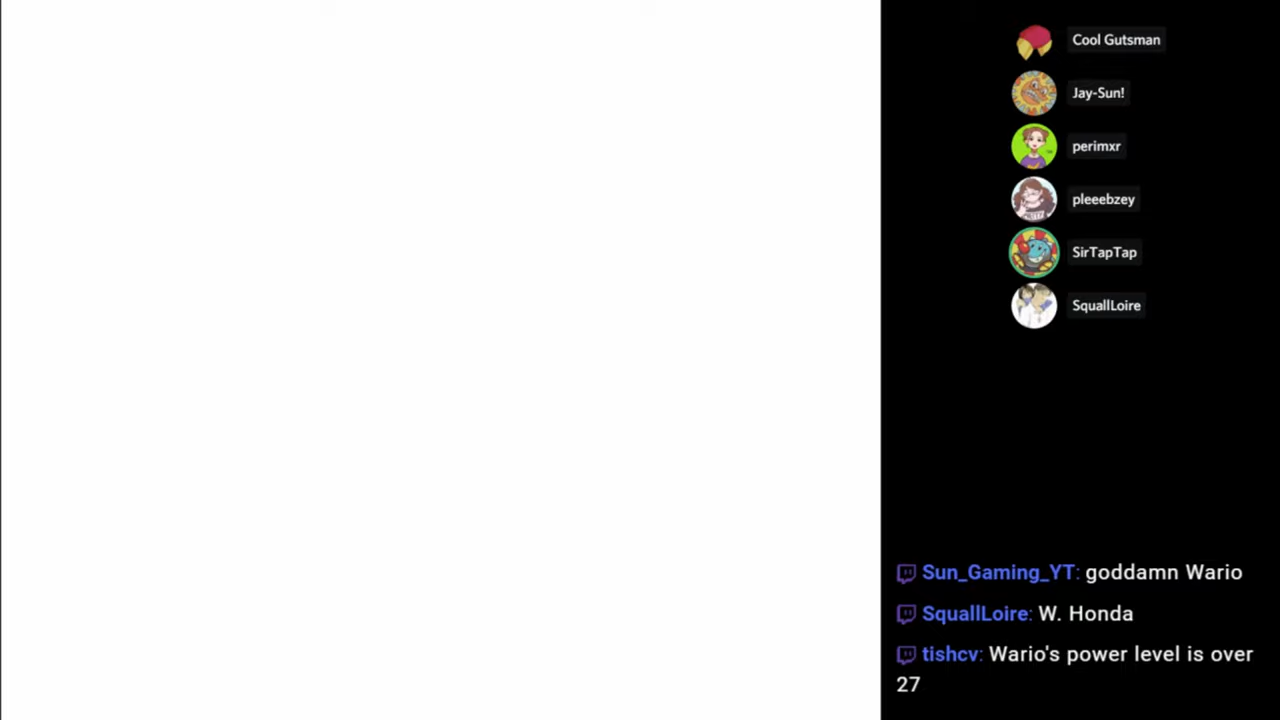 Cool Gutsman
Jay-Sun!
perimxr
pleeebzey
SirTapTap
SquallLoire
Sun_Gaming_YT: goddamn Wario
SquallLoire: W. Honda
tishcv: Wario's power level is over
27